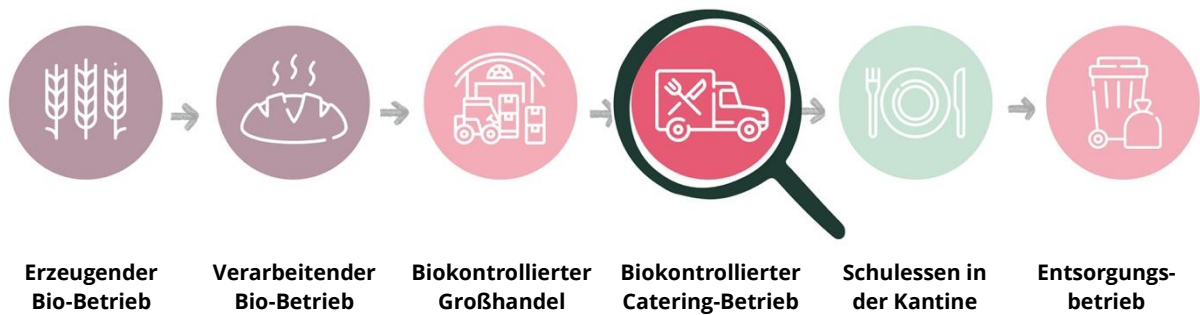 Erzeugender
Bio-Betrieb
Verarbeitender
Bio-Betrieb
Biokontrollierter
Großhandel
Biokontrollierter
Catering-Betrieb
Schulessen in
der Kantine
Entsorgungs-
betrieb